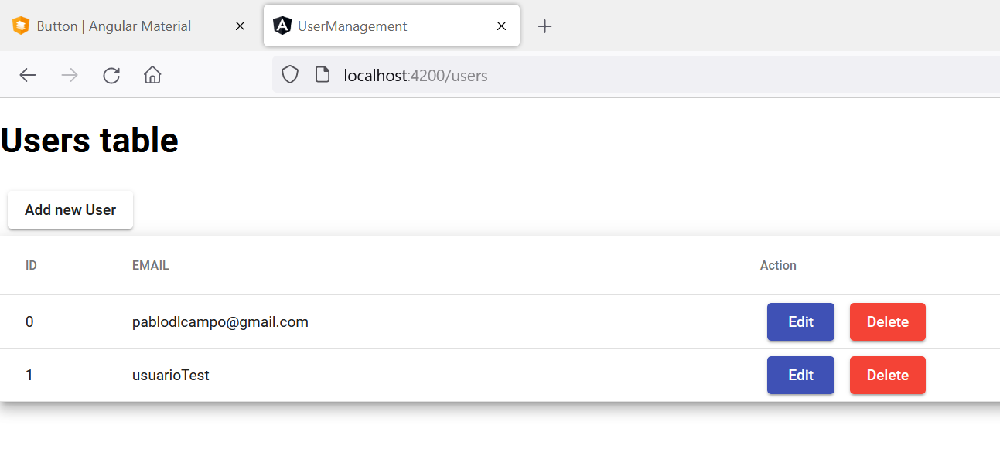 Button | Angular Material UserManagement
localhost:4200/users
Users table
Add new User
ID EMAIL Action
0 pablodlcampo@gmail.com Edit Delete
1 usuarioTest Edit Delete